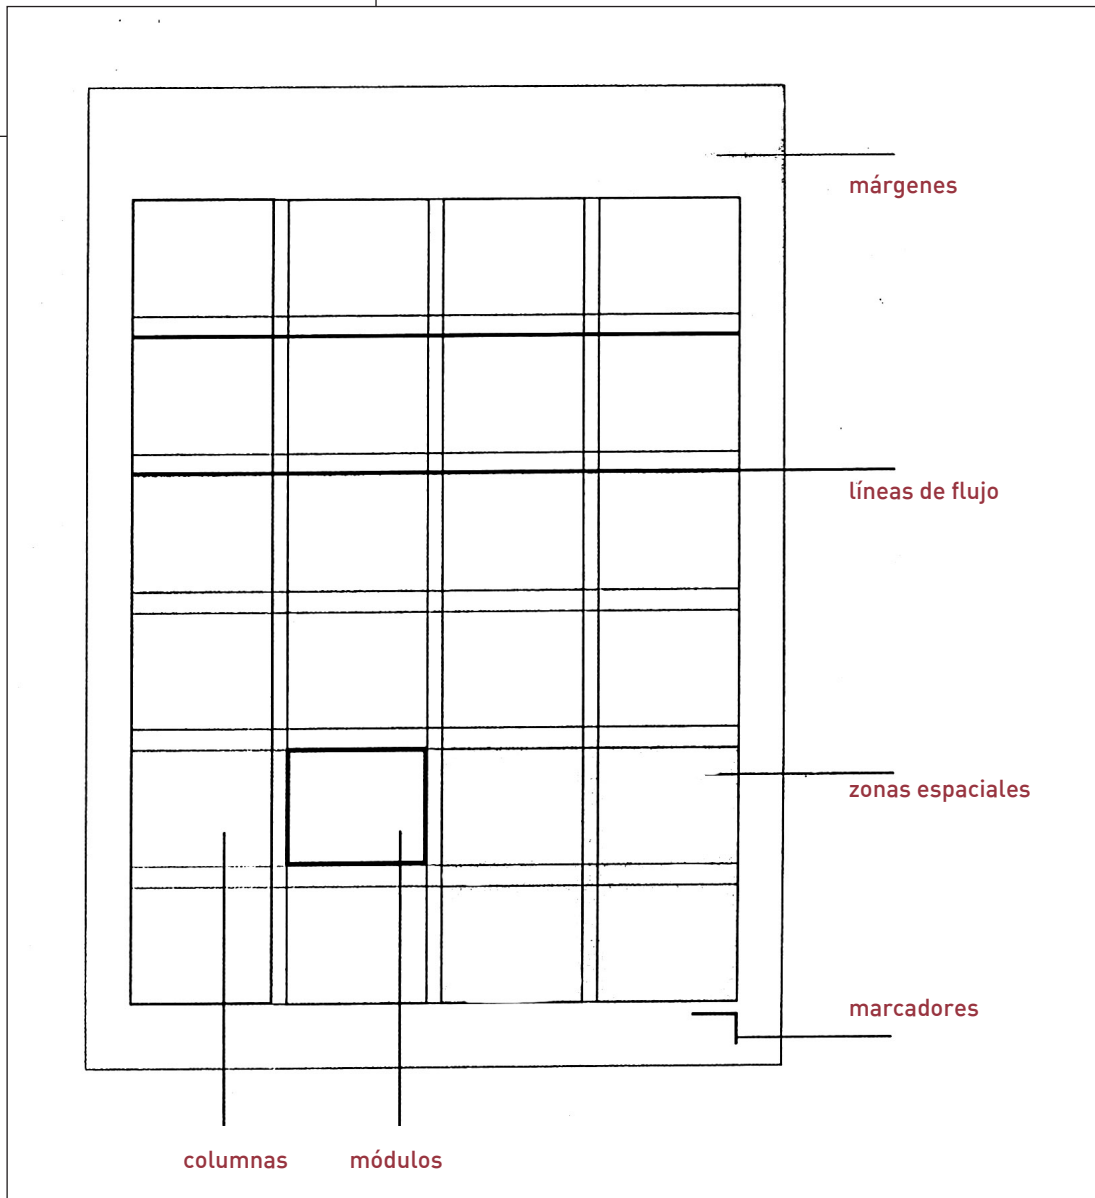 márgenes
líneas de flujo
zonas espaciales
marcadores
columnas
módulos